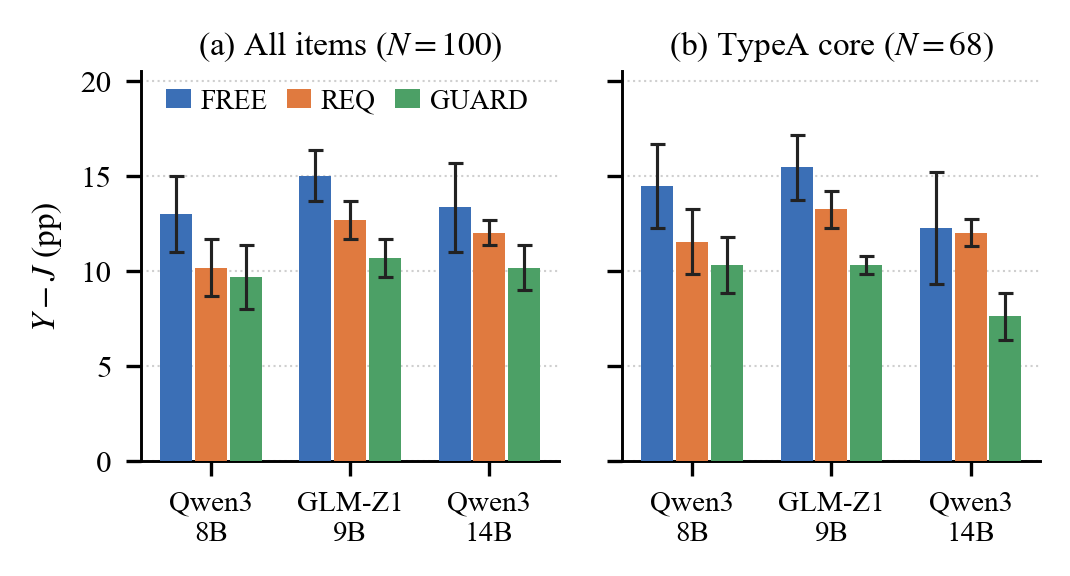 (a) All items (N = 100)
(b) TypeA core (N = 68)
FREE REQ GUARD
Y − J (pp)
20
15
10
5
0
Qwen3
8B
GLM-Z1
9B
Qwen3
14B
Qwen3
8B
GLM-Z1
9B
Qwen3
14B